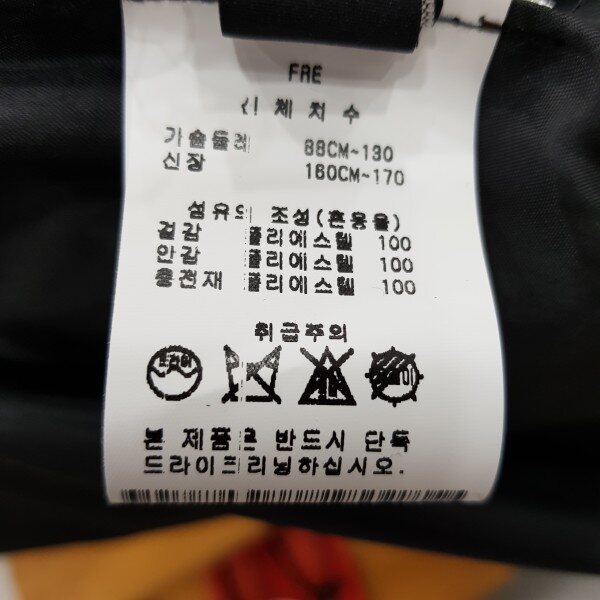 FRE
신체치수
가슴둘레 88CM~130
신장 160CM~170
섬유의 조성(혼용율)
겉감 폴리에스텔 100
안감 폴리에스텔 100
충전재 폴리에스텔 100
취급주의
드라이
본 제품은 반드시 단독
드라이크리닝하십시오.